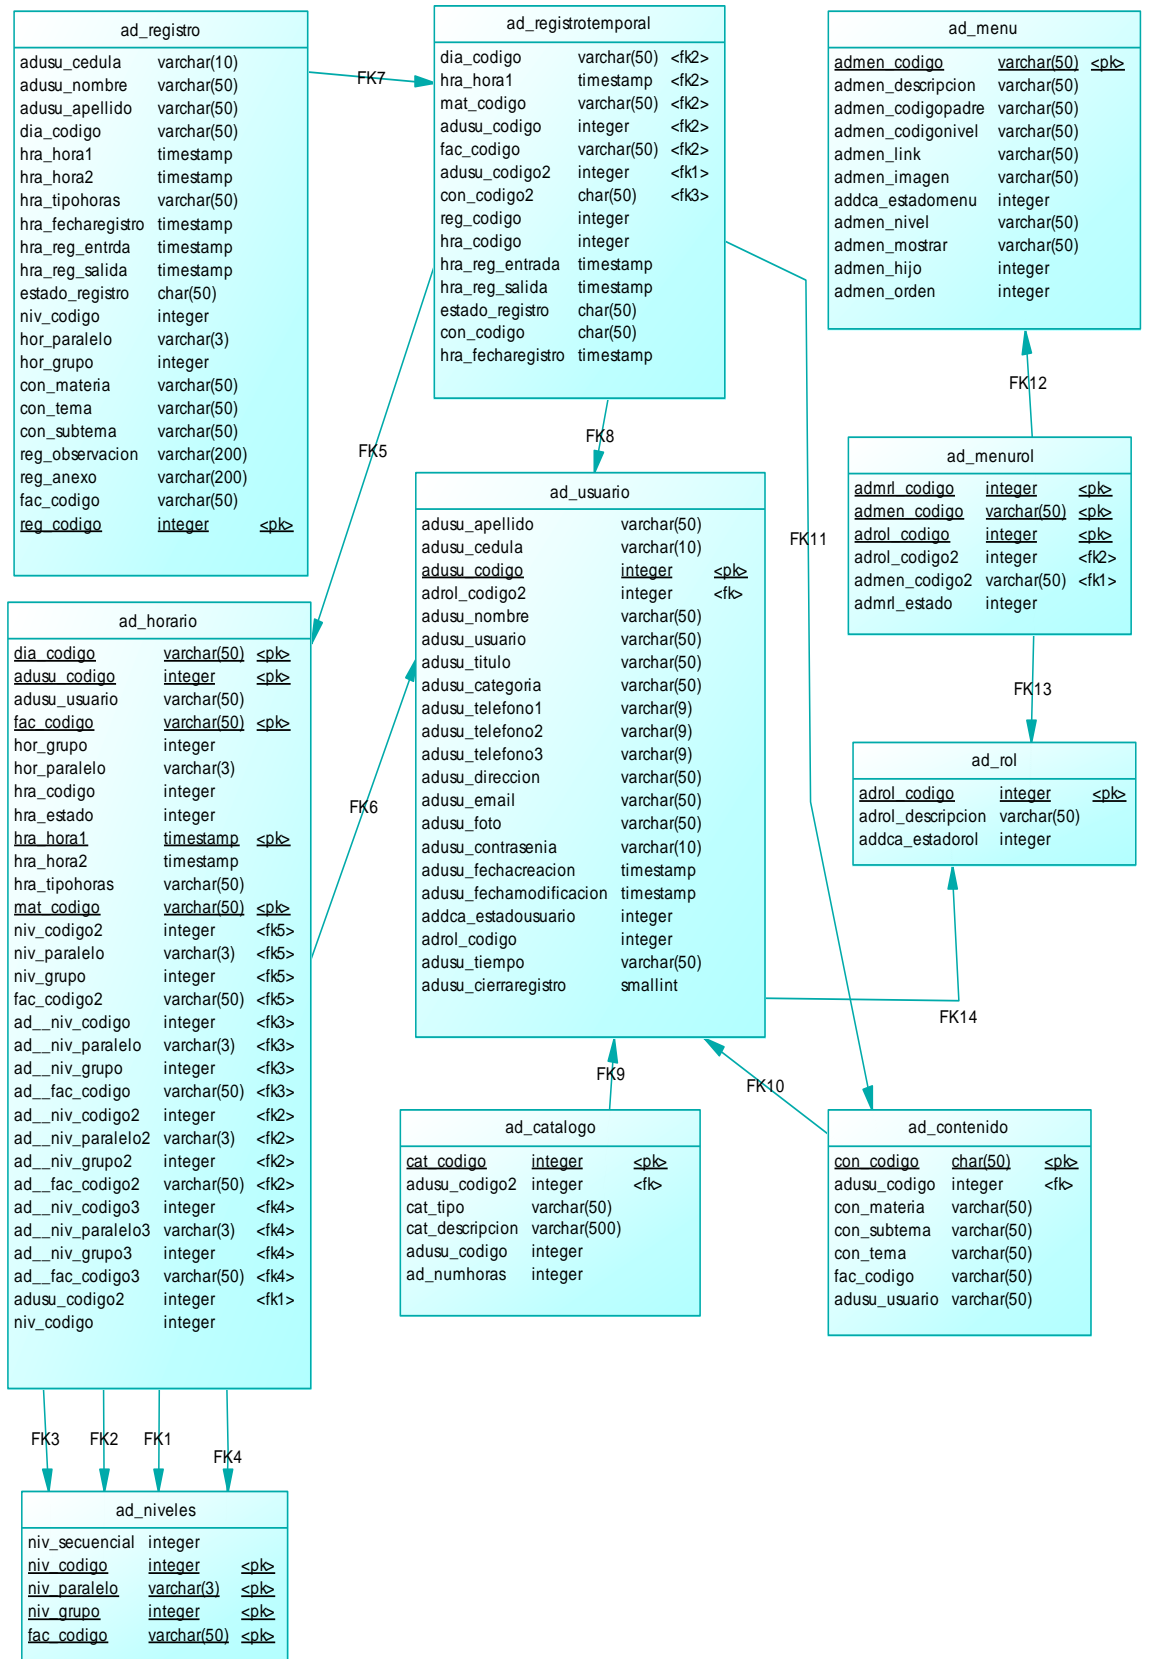 ad_registro
adusu_cedula varchar(10)
adusu_nombre varchar(50)
adusu_apellido varchar(50)
dia_codigo varchar(50)
hra_hora1 timestamp
hra_hora2 timestamp
hra_tipohoras varchar(50)
hra_fecharegistro timestamp
hra_reg_entrda timestamp
hra_reg_salida timestamp
estado_registro char(50)
niv_codigo integer
hor_paralelo varchar(3)
hor_grupo integer
con_materia varchar(50)
con_tema varchar(50)
con_subtema varchar(50)
reg_observacion varchar(200)
reg_anexo varchar(200)
fac_codigo varchar(50)
reg_codigo integer <pk>
FK7
ad_registrotemporal
dia_codigo varchar(50) <fk2>
hra_hora1 timestamp <fk2>
mat_codigo varchar(50) <fk2>
adusu_codigo integer <fk2>
fac_codigo varchar(50) <fk2>
adusu_codigo2 integer <fk1>
con_codigo2 char(50) <fk3>
reg_codigo integer
hra_codigo integer
hra_reg_entrada timestamp
hra_reg_salida timestamp
estado_registro char(50)
con_codigo char(50)
hra_fecharegistro timestamp
ad_menu
admen_codigo varchar(50) <pk>
admen_descripcion varchar(50)
admen_codigopadre varchar(50)
admen_codigonivel varchar(50)
admen_link varchar(50)
admen_imagen varchar(50)
addca_estadomenu integer
admen_nivel varchar(50)
admen_mostrar varchar(50)
admen_hijo integer
admen_orden integer
FK12
FK5
FK8
FK11
ad_menurol
admrl_codigo integer <pk>
admen_codigo varchar(50) <pk>
adrol_codigo integer <pk>
adrol_codigo2 integer <fk2>
admen_codigo2 varchar(50) <fk1>
admrl_estado integer
FK13
ad_usuario
adusu_apellido varchar(50)
adusu_cedula varchar(10)
adusu_codigo integer <pk>
adrol_codigo2 integer <fk>
adusu_nombre varchar(50)
adusu_usuario varchar(50)
adusu_titulo varchar(50)
adusu_categoria varchar(50)
adusu_telefono1 varchar(9)
adusu_telefono2 varchar(9)
adusu_telefono3 varchar(9)
adusu_direccion varchar(50)
adusu_email varchar(50)
adusu_foto varchar(50)
adusu_contrasenia varchar(10)
adusu_fechacreacion timestamp
adusu_fechamodificacion timestamp
addca_estadousuario integer
adrol_codigo integer
adusu_tiempo varchar(50)
adusu_cierraregistro smallint
ad_rol
adrol_codigo integer <pk>
adrol_descripcion varchar(50)
addca_estadorol integer
FK14
ad_horario
dia_codigo varchar(50) <pk>
adusu_codigo integer <pk>
adusu_usuario varchar(50)
fac_codigo varchar(50) <pk>
hor_grupo integer
hor_paralelo varchar(3)
hra_codigo integer
hra_estado integer
hra_hora1 timestamp <pk>
hra_hora2 timestamp
hra_tipohoras varchar(50)
mat_codigo varchar(50) <pk>
niv_codigo2 integer <fk5>
niv_paralelo varchar(3) <fk5>
niv_grupo integer <fk5>
fac_codigo2 varchar(50) <fk5>
ad__niv_codigo integer <fk3>
ad__niv_paralelo varchar(3) <fk3>
ad__niv_grupo integer <fk3>
ad__fac_codigo varchar(50) <fk3>
ad__niv_codigo2 integer <fk2>
ad__niv_paralelo2 varchar(3) <fk2>
ad__niv_grupo2 integer <fk2>
ad__fac_codigo2 varchar(50) <fk2>
ad__niv_codigo3 integer <fk4>
ad__niv_paralelo3 varchar(3) <fk4>
ad__niv_grupo3 integer <fk4>
ad__fac_codigo3 varchar(50) <fk4>
adusu_codigo2 integer <fk1>
niv_codigo integer
FK6
FK9
FK10
ad_catalogo
cat_codigo integer <pk>
adusu_codigo2 integer <fk>
cat_tipo varchar(50)
cat_descripcion varchar(500)
adusu_codigo integer
ad_numhoras integer
ad_contenido
con_codigo char(50) <pk>
adusu_codigo integer <fk>
con_materia varchar(50)
con_subtema varchar(50)
con_tema varchar(50)
fac_codigo varchar(50)
adusu_usuario varchar(50)
FK3 FK2 FK1 FK4
ad_niveles
niv_secuencial integer
niv_codigo integer <pk>
niv_paralelo varchar(3) <pk>
niv_grupo integer <pk>
fac_codigo varchar(50) <pk>